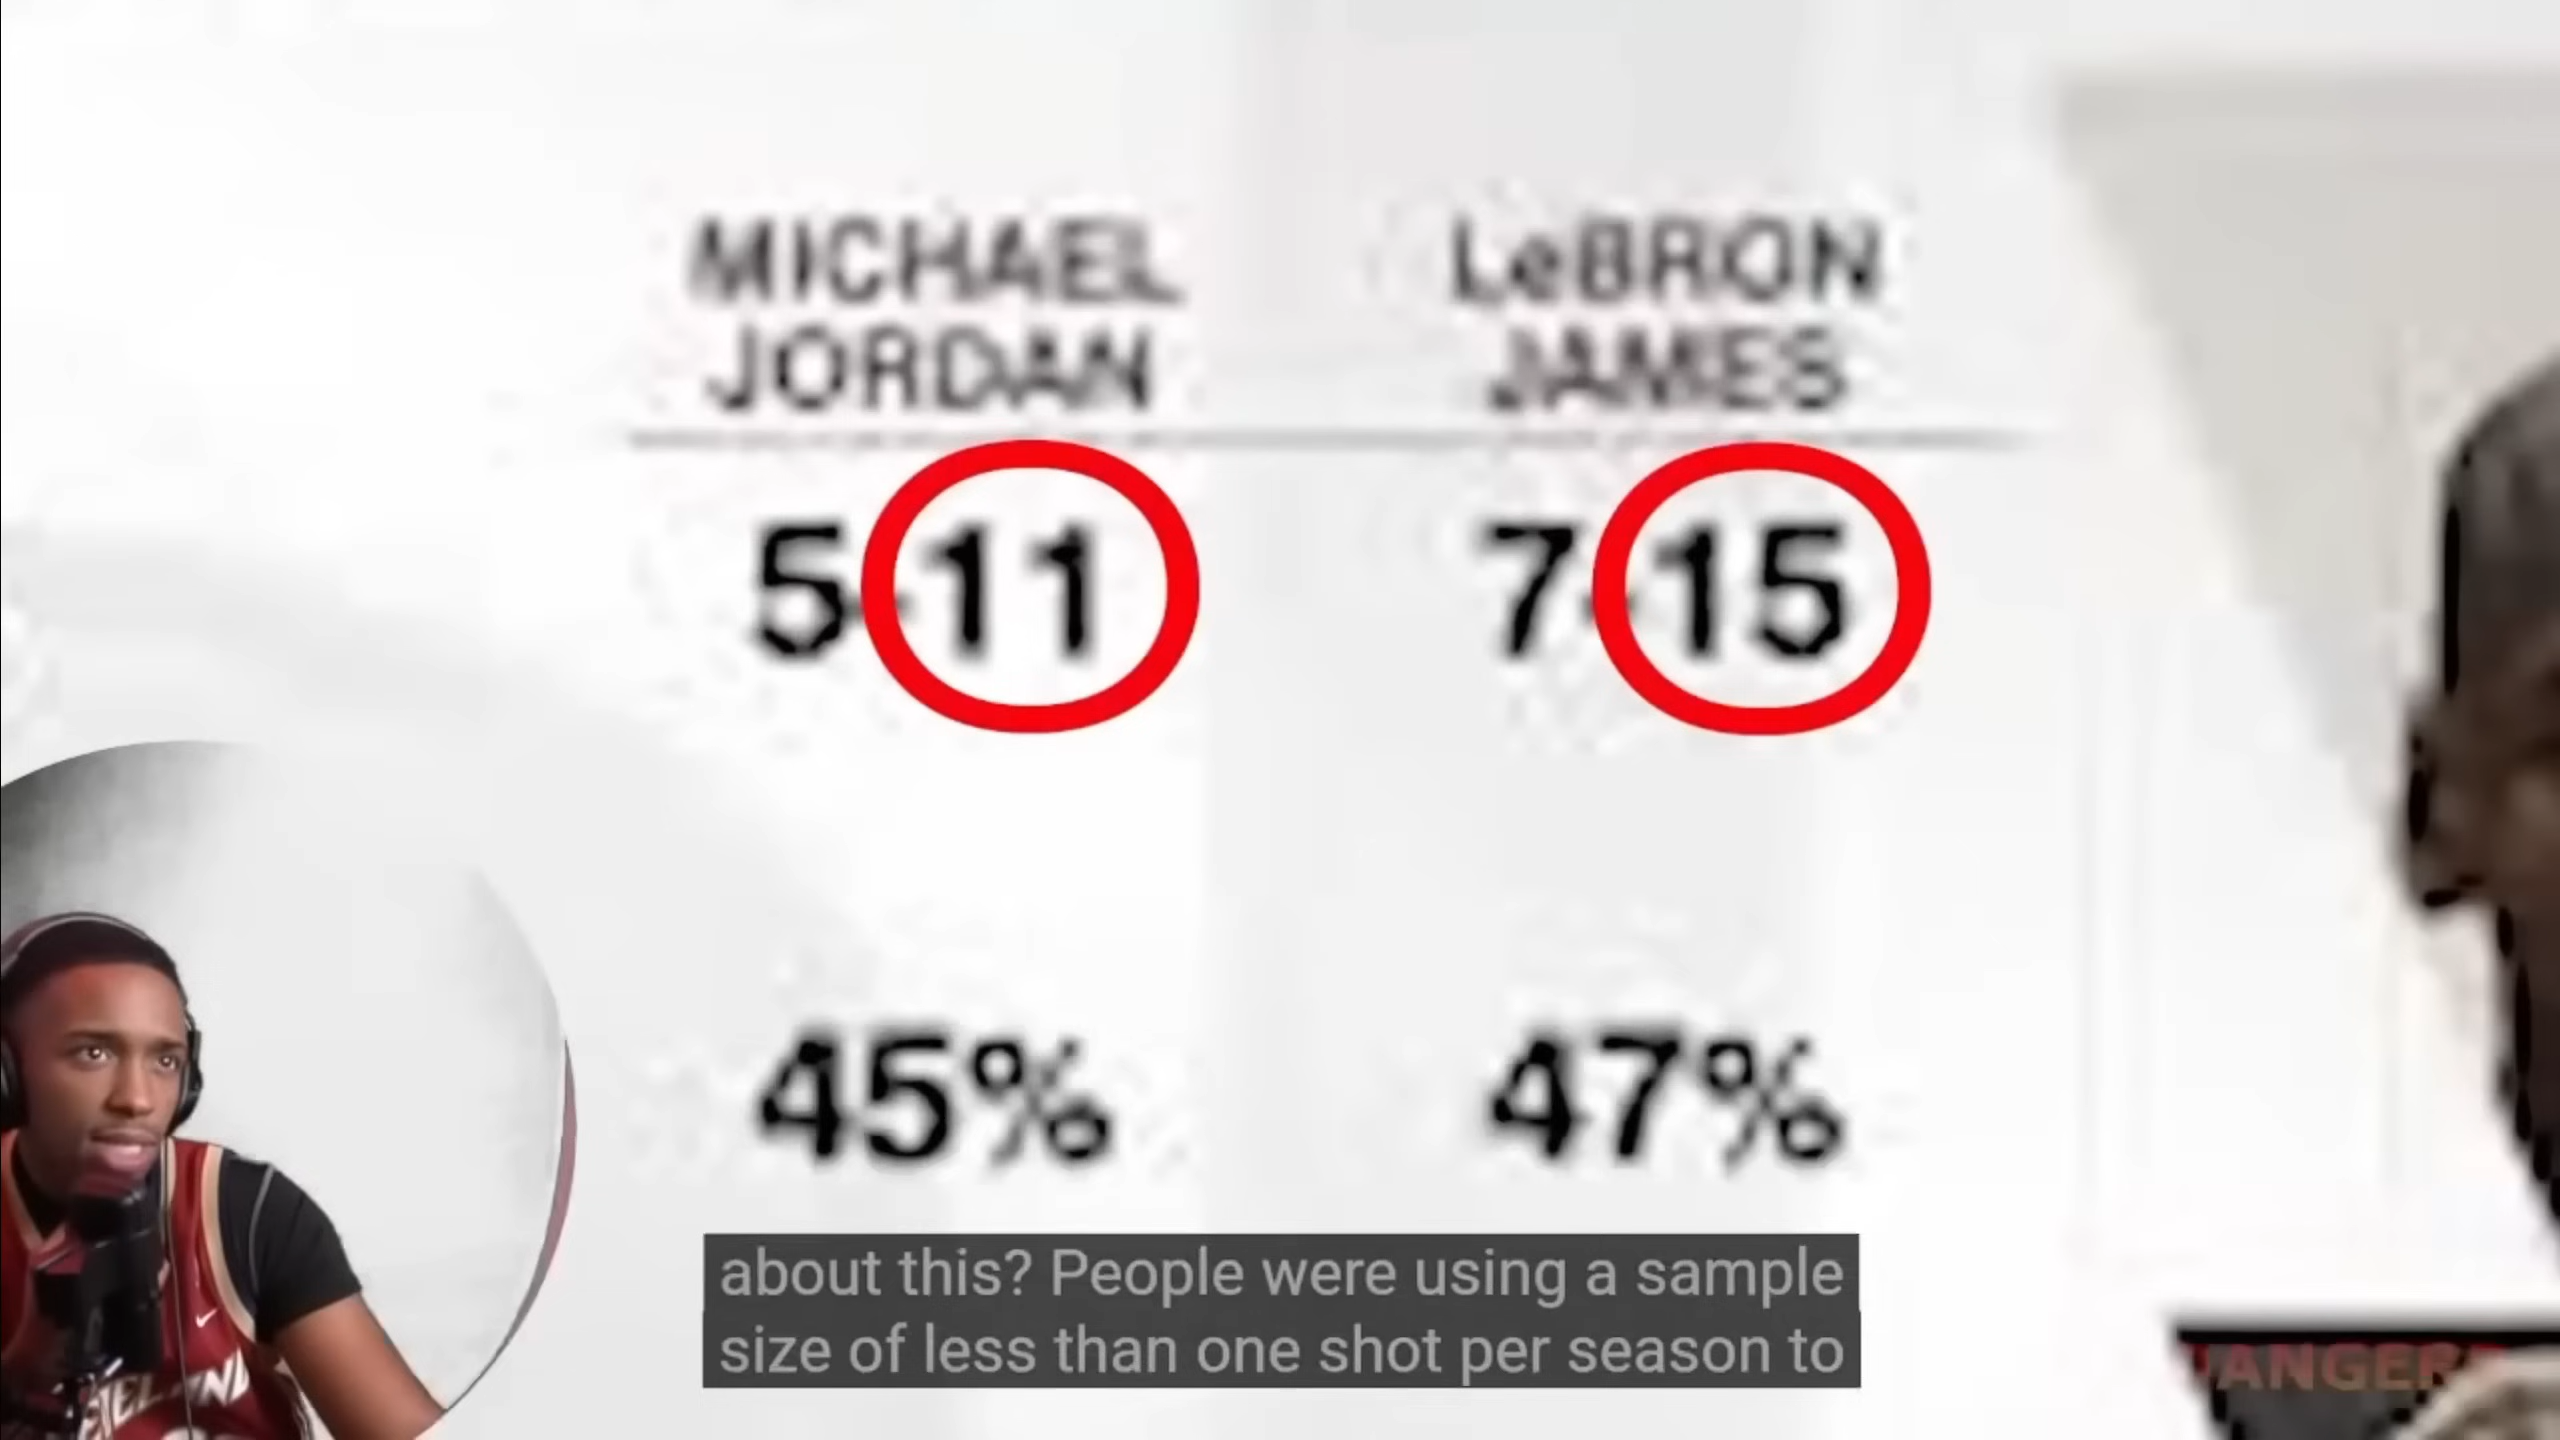 MICHAEL LeBRON
JORDAN JAMES
5-11 7-15
45% 47%
about this? People were using a sample
size of less than one shot per season to